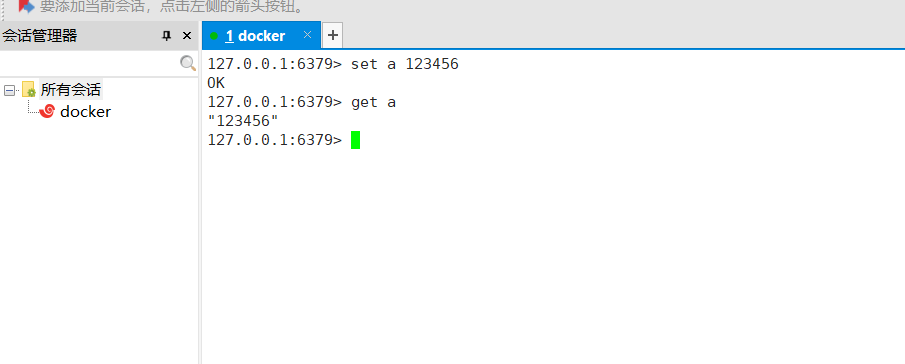 要添加当前会话，点击左侧的箭头按钮。
会话管理器
1 docker
所有会话
docker
127.0.0.1:6379> set a 123456
OK
127.0.0.1:6379> get a
"123456"
127.0.0.1:6379>